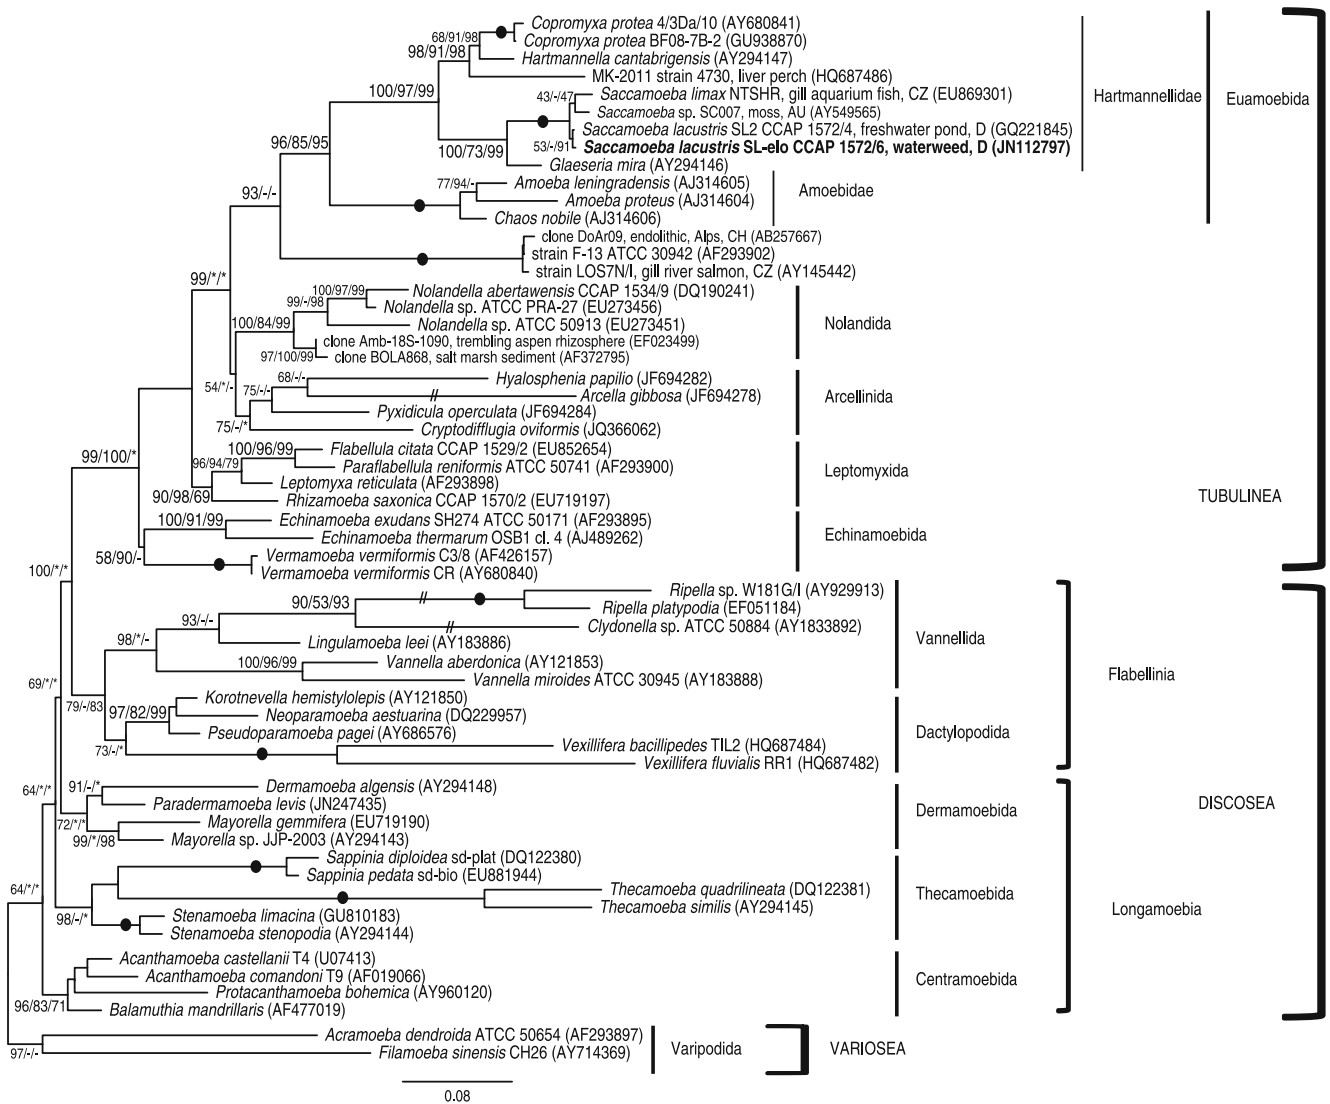 Copromyxa protea 4/3Da/10 (AY680841)
68/91/98
Copromyxa protea BF08-7B-2 (GU938870)
98/91/98
Hartmannella cantabrigensis (AY294147)
MK-2011 strain 4730, liver perch (HQ687486)
100/97/99
43/-/47
Saccamoeba limax NTSHR, gill aquarium fish, CZ (EU869301)
Hartmannellidae
Euamoebida
Saccamoeba sp. SC007, moss, AU (AY549565)
Saccamoeba lacustris SL2 CCAP 1572/4, freshwater pond, D (GQ221845)
53/-/91
Saccamoeba lacustris SL-elo CCAP 1572/6, waterweed, D (JN112797)
100/73/99
Glaeseria mira (AY294146)
96/85/95
77/94/-
Amoeba leningradensis (AJ314605)
Amoebidae
93/-/-
Amoeba proteus (AJ314604)
Chaos nobile (AJ314606)
clone DoAr09, endolithic, Alps, CH (AB257667)
strain F-13 ATCC 30942 (AF293902)
strain LOS7N/I, gill river salmon, CZ (AY145442)
99/*/*
100/97/99
Nolandella abertawensis CCAP 1534/9 (DQ190241)
99/-/98
Nolandella sp. ATCC PRA-27 (EU273456)
100/84/99
Nolandella sp. ATCC 50913 (EU273451)
Nolandida
clone Amb-18S-1090, trembling aspen rhizosphere (EF023499)
97/100/99
clone BOLA868, salt marsh sediment (AF372795)
68/-/-
Hyalosphenia papilio (JF694282)
54/*/-
75/-/-
//
Arcella gibbosa (JF694278)
Arcellinida
Pyxidicula operculata (JF694284)
75/-/*
Cryptodifflugia oviformis (JQ366062)
99/100/*
100/96/99
Flabellula citata CCAP 1529/2 (EU852654)
96/94/79
Paraflabellula reniformis ATCC 50741 (AF293900)
Leptomyxida
Leptomyxa reticulata (AF293898)
90/98/69
Rhizamoeba saxonica CCAP 1570/2 (EU719197)
TUBULINEA
100/91/99
Echinamoeba exudans SH274 ATCC 50171 (AF293895)
Echinamoeba thermarum OSB1 cl. 4 (AJ489262)
Echinamoebida
58/90/-
Vermamoeba vermiformis C3/8 (AF426157)
Vermamoeba vermiformis CR (AY680840)
100/*/*
//
Ripella sp. W181G/I (AY929913)
90/53/93
Ripella platypodia (EF051184)
93/-/-
//
Clydonella sp. ATCC 50884 (AY1833892)
98/*/-
Lingulamoeba leei (AY183886)
Vannellida
100/96/99
Vannella aberdonica (AY121853)
Flabellinia
69/*/*
Vannella miroides ATCC 30945 (AY183888)
79/-/83
Korotnevella hemistylolepis (AY121850)
97/82/99
Neoparamoeba aestuarina (DQ229957)
Pseudoparamoeba pagei (AY686576)
Dactylopodida
73/-/*
Vexillifera bacillipedes TIL2 (HQ687484)
Vexillifera fluvialis RR1 (HQ687482)
91/-/*
Dermamoeba algensis (AY294148)
64/*/*
Paradermamoeba levis (JN247435)
DISCOSEA
72/*/*
Mayorella gemmifera (EU719190)
Dermamoebida
99/*/98
Mayorella sp. JJP-2003 (AY294143)
Sappinia diploidea sd-plat (DQ122380)
Sappinia pedata sd-bio (EU881944)
64/*/*
Thecamoeba quadrilineata (DQ122381)
Thecamoebida
Thecamoeba similis (AY294145)
Longamoebia
98/-/*
Stenamoeba limacina (GU810183)
Stenamoeba stenopodia (AY294144)
Acanthamoeba castellanii T4 (U07413)
Acanthamoeba comandoni T9 (AF019066)
Centramoebida
Protacanthamoeba bohemica (AY960120)
96/83/71
Balamuthia mandrillaris (AF477019)
Acramoeba dendroida ATCC 50654 (AF293897)
Varipodida
VARIOSEA
97/-/-
Filamoeba sinensis CH26 (AY714369)
0.08